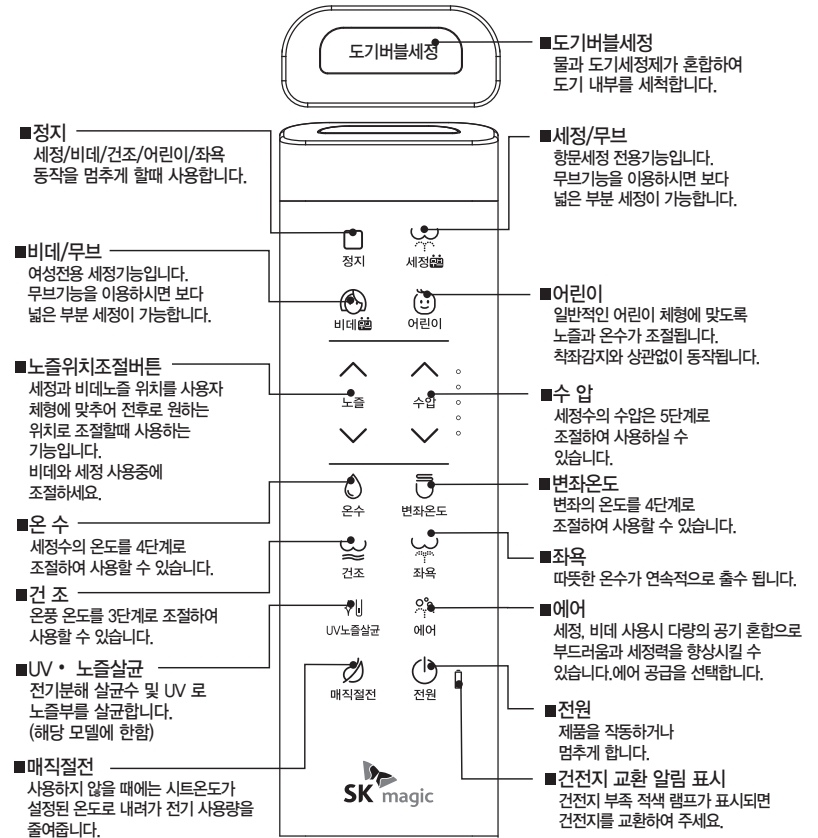 도기버블세정
■도기버블세정
물과 도기세정제가 혼합하여
도기 내부를 세척합니다.
■정지
세정/비데/건조/어린이/좌욕
동작을 멈추게 할때 사용합니다.
■세정/무브
항문세정 전용기능입니다.
무브기능을 이용하시면 보다
넓은 부분 세정이 가능합니다.
■비데/무브
여성전용 세정기능입니다.
무브기능을 이용하시면 보다
넓은 부분 세정이 가능합니다.
■어린이
일반적인 어린이 체형에 맞도록
노즐과 온수가 조절됩니다.
착좌감지와 상관없이 동작됩니다.
■노즐위치조절버튼
세정과 비데노즐 위치를 사용자
체형에 맞추어 전후로 원하는
위치로 조절할때 사용하는
기능입니다.
비데와 세정 사용중에
조절하세요.
■수 압
세정수의 수압은 5단계로
조절하여 사용하실 수
있습니다.
■변좌온도
변좌의 온도를 4단계로
조절하여 사용할 수 있습니다.
■온 수
세정수의 온도를 4단계로
조절하여 사용할 수 있습니다.
■좌욕
따뜻한 온수가 연속적으로 출수 됩니다.
■건 조
온풍 온도를 3단계로 조절하여
사용할 수 있습니다.
■에어
세정, 비데 사용시 다량의 공기 혼합으로
부드러움과 세정력을 향상시킬 수
있습니다.에어 공급을 선택합니다.
■UV • 노즐살균
전기분해 살균수 및 UV 로
노즐부를 살균합니다.
(해당 모델에 한함)
■전원
제품을 작동하거나
멈추게 합니다.
■매직절전
사용하지 않을 때에는 시트온도가
설정된 온도로 내려가 전기 사용량을
줄여줍니다.
■건전지 교환 알림 표시
건전지 부족 적색 램프가 표시되면
건전지를 교환하여 주세요.
정지 세정
비데 어린이
노즐 수압
온수 변좌온도
건조 좌욕
UV노즐살균 에어
매직절전 전원
SK magic